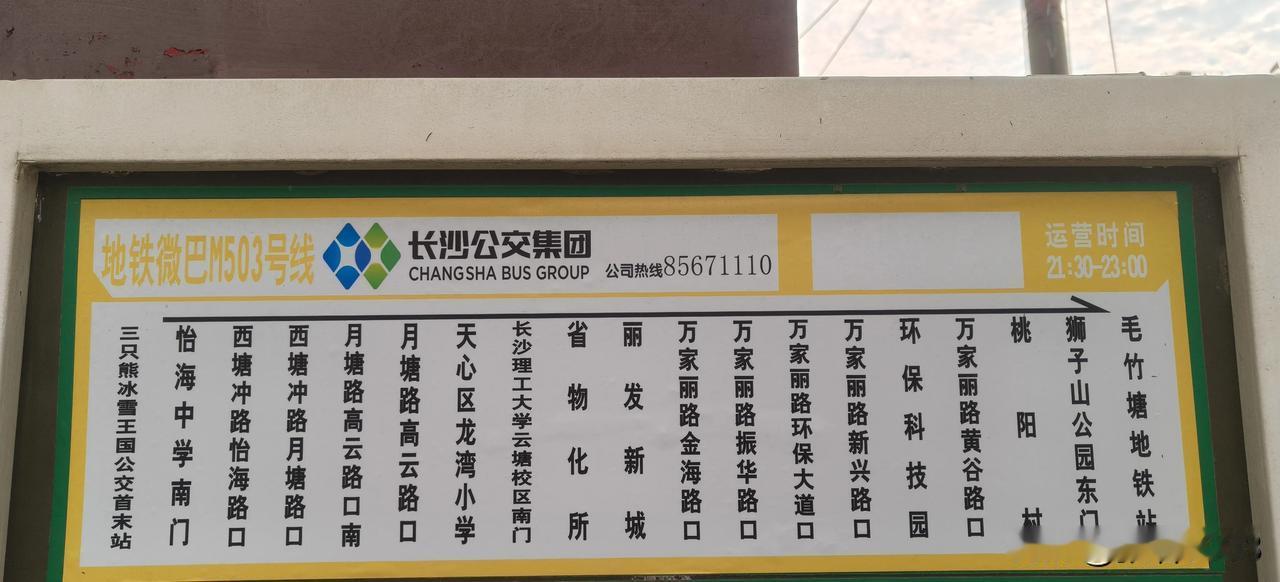 地铁微巴M503号线
长沙公交集团
CHANGSHA BUS GROUP
公司热线85671110
运营时间
21:30-23:00
三只熊冰雪王国公交首末站
怡海中学南门
西塘冲路怡海路口
西塘冲路月塘路口
月塘路高云路口南
月塘路高云路口
天心区龙湾小学
长沙理工大学云塘校区南门
省物化所
丽发新城
万家丽路金海路口
万家丽路振华路口
万家丽路环保大道口
万家丽路新兴路口
环保科技园
万家丽路黄谷路口
桃阳村
狮子山公园东门
毛竹塘地铁站